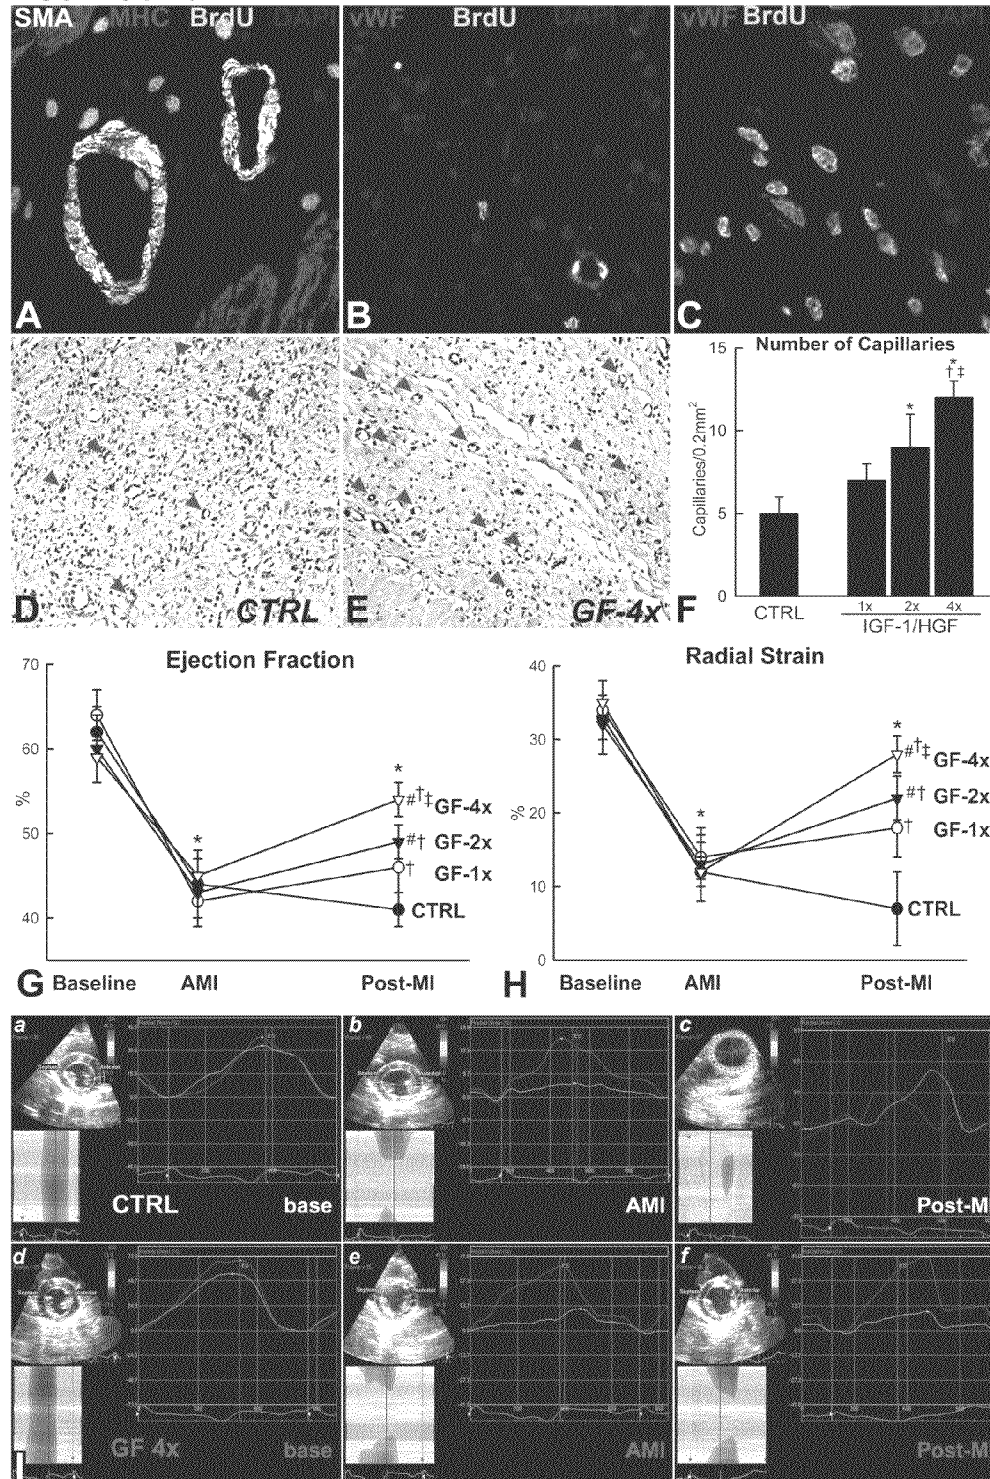 SMA MHC BrdU DAPI
vWF BrdU DAPI
vWF BrdU DAPI
A
B
C
D
CTRL
E
GF-4x
F
Number of Capillaries
Capillaries/0.2mm²
15
10
5
0
*
*
†‡
CTRL
1x
2x
4x
IGF-1/HGF
Ejection Fraction
%
70
60
50
40
*
*
#†‡ GF-4x
#† GF-2x
† GF-1x
CTRL
G
Baseline
AMI
Post-MI
Radial Strain
%
40
30
20
10
0
*
*
#†‡ GF-4x
#† GF-2x
† GF-1x
CTRL
H
Baseline
AMI
Post-MI
a
CTRL
base
b
AMI
c
Post-M
d
GF 4x
base
e
AMI
f
Post-M
I